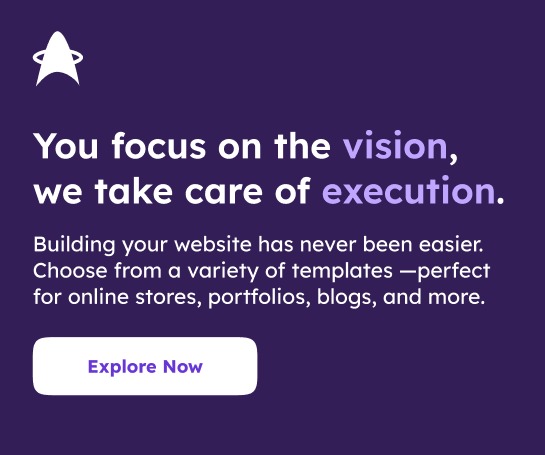 You focus on the vision,
we take care of execution.
Building your website has never been easier.
Choose from a variety of templates —perfect
for online stores, portfolios, blogs, and more.
Explore Now